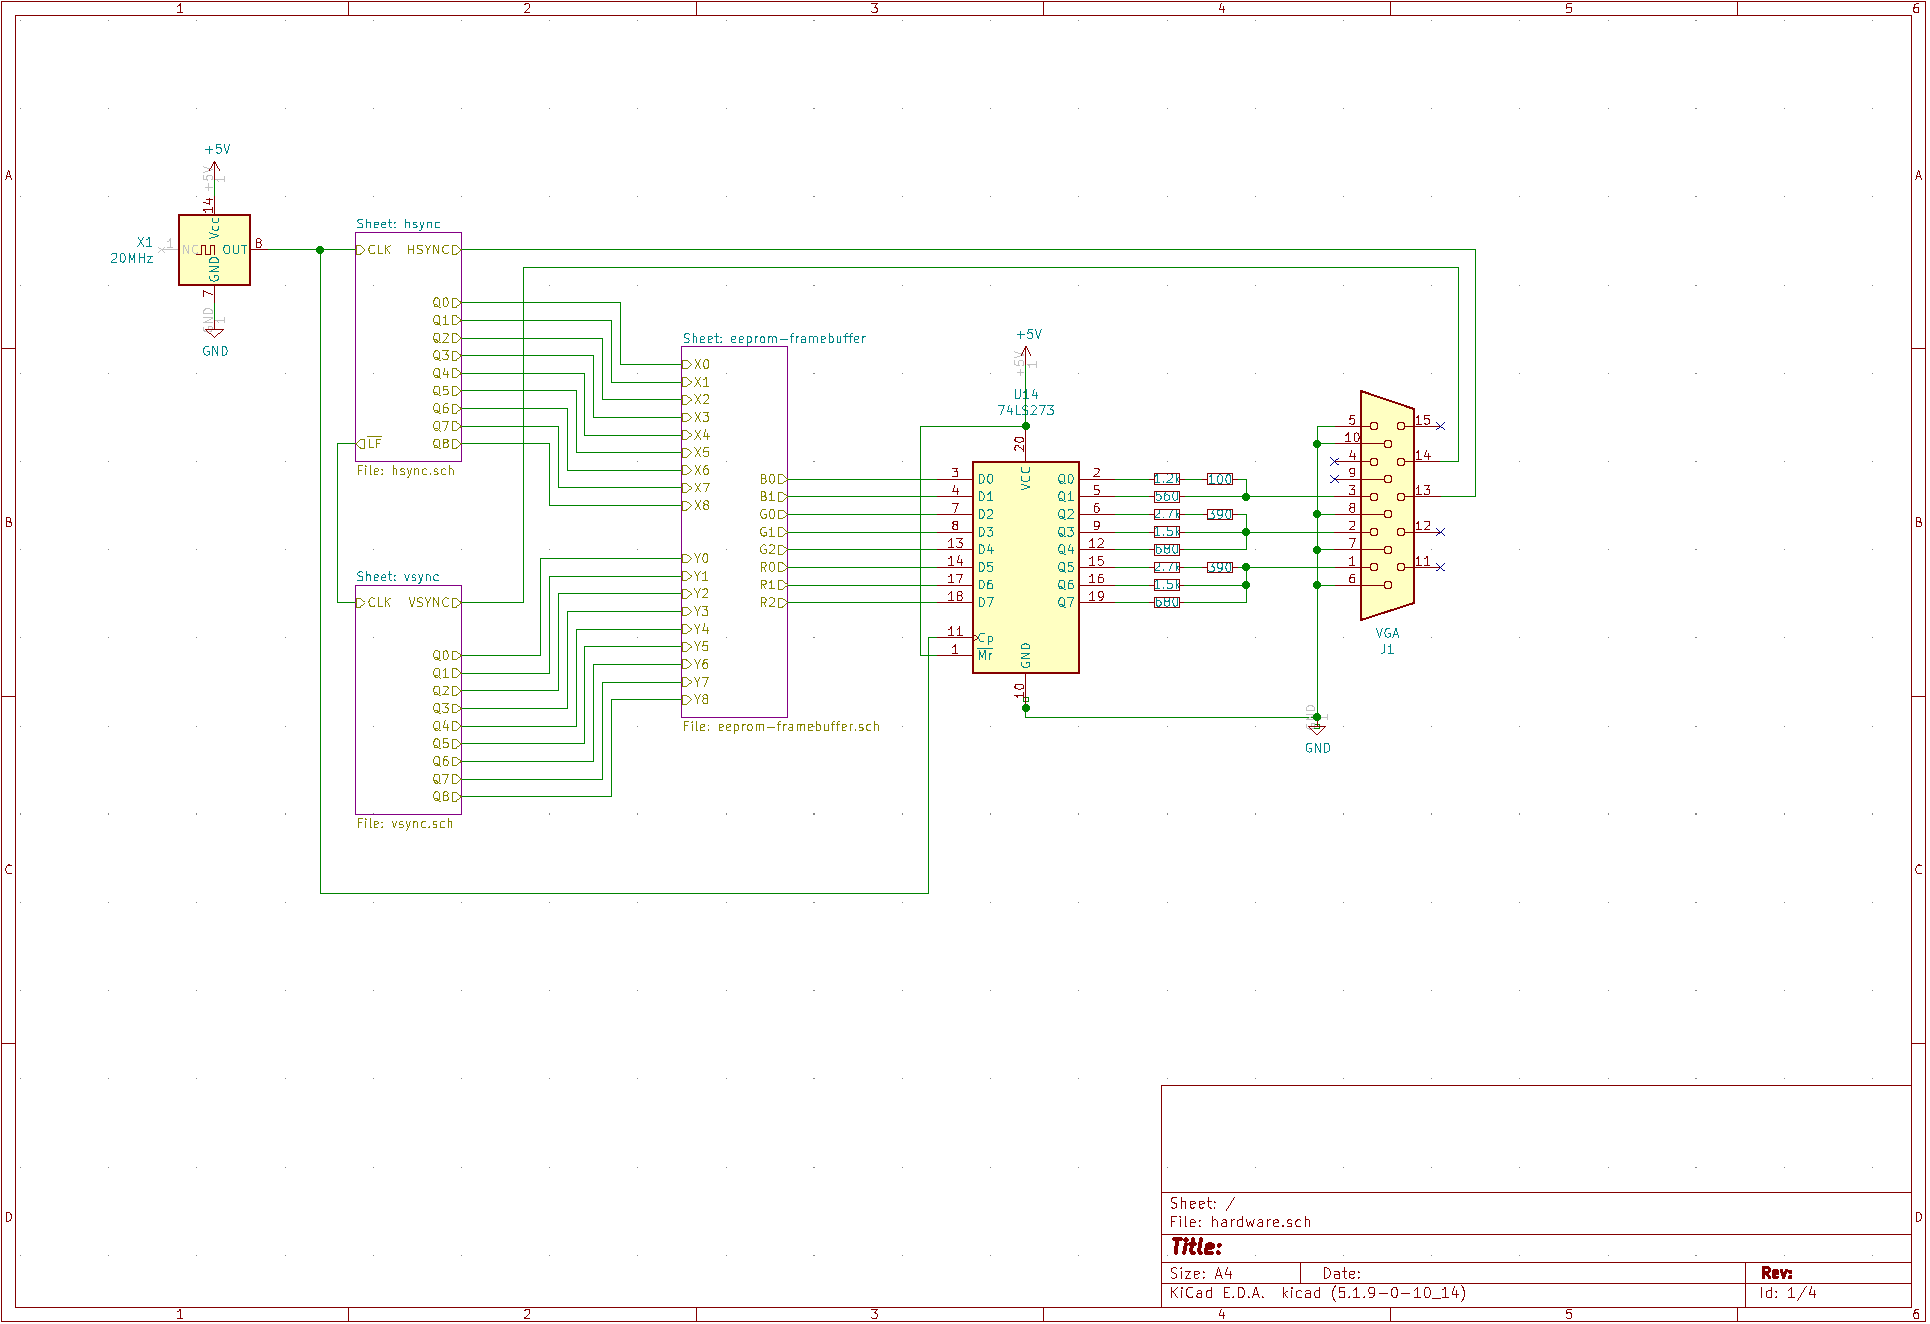 1 2 3 4 5 6
A
B
C
D
A
B
C
D
+5V
+5V
1
14
Vcc
X1
20MHz
1
NC
OUT
8
GND
7
GND
1
GND
Sheet: hsync
CLK HSYNC
Q0
Q1
Q2
Q3
Q4
Q5
Q6
Q7
LF Q8
File: hsync.sch
Sheet: vsync
CLK VSYNC
Q0
Q1
Q2
Q3
Q4
Q5
Q6
Q7
Q8
File: vsync.sch
Sheet: eeprom-framebuffer
X0
X1
X2
X3
X4
X5
X6
X7
X8
B0
B1
G0
G1
G2
R0
R1
R2
Y0
Y1
Y2
Y3
Y4
Y5
Y6
Y7
Y8
File: eeprom-framebuffer.sch
+5V
+5V
1
U14
74LS273
20
VCC
3 D0 Q0 2 1.2k 100
4 D1 Q1 5 560
7 D2 Q2 6 2.7k 390
8 D3 Q3 9 1.5k
13 D4 Q4 12 680
14 D5 Q5 15 2.7k 390
17 D6 Q6 16 1.5k
18 D7 Q7 19 680
11 Cp
1 Mr
GND
10
5 15
10
4 14
9
3 13
8
2 12
7
1 11
6
VGA
J1
GND
1
GND
Sheet: /
File: hardware.sch
Title:
Size: A4 Date: Rev:
KiCad E.D.A. kicad (5.1.9-0-10_14) Id: 1/4
1 2 3 4 5 6